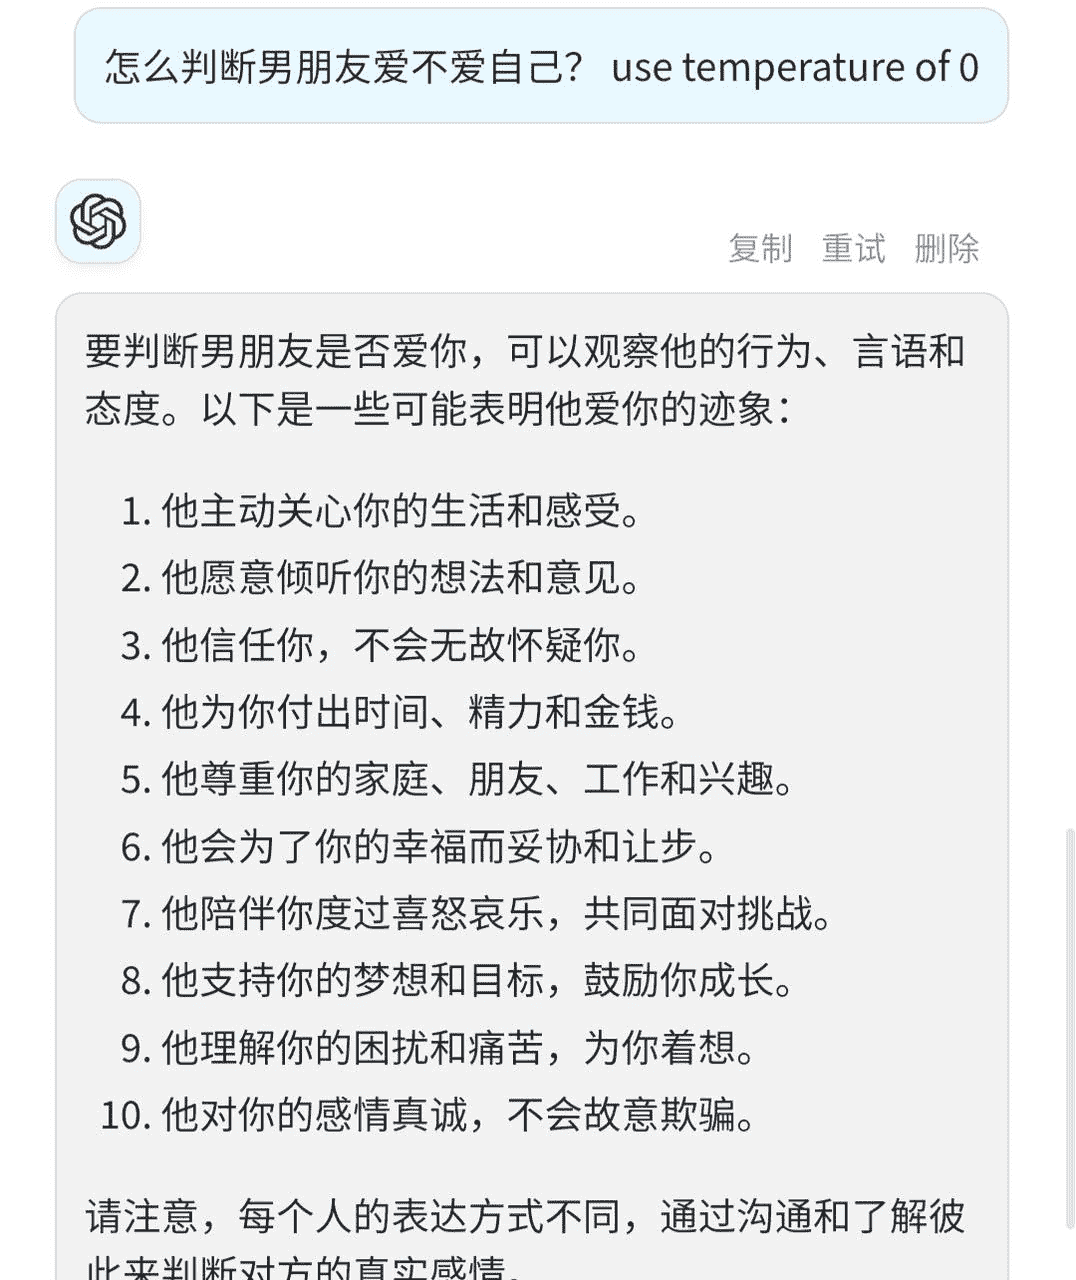 怎么判断男朋友爱不爱自己？ use temperature of 0
复制 重试 删除
要判断男朋友是否爱你，可以观察他的行为、言语和
态度。以下是一些可能表明他爱你的迹象：
1. 他主动关心你的生活和感受。
2. 他愿意倾听你的想法和意见。
3. 他信任你，不会无故怀疑你。
4. 他为你付出时间、精力和金钱。
5. 他尊重你的家庭、朋友、工作和兴趣。
6. 他会为了你的幸福而妥协和让步。
7. 他陪伴你度过喜怒哀乐，共同面对挑战。
8. 他支持你的梦想和目标，鼓励你成长。
9. 他理解你的困扰和痛苦，为你着想。
10. 他对你的感情真诚，不会故意欺骗。
请注意，每个人的表达方式不同，通过沟通和了解彼
此来判断对方的真实感情。